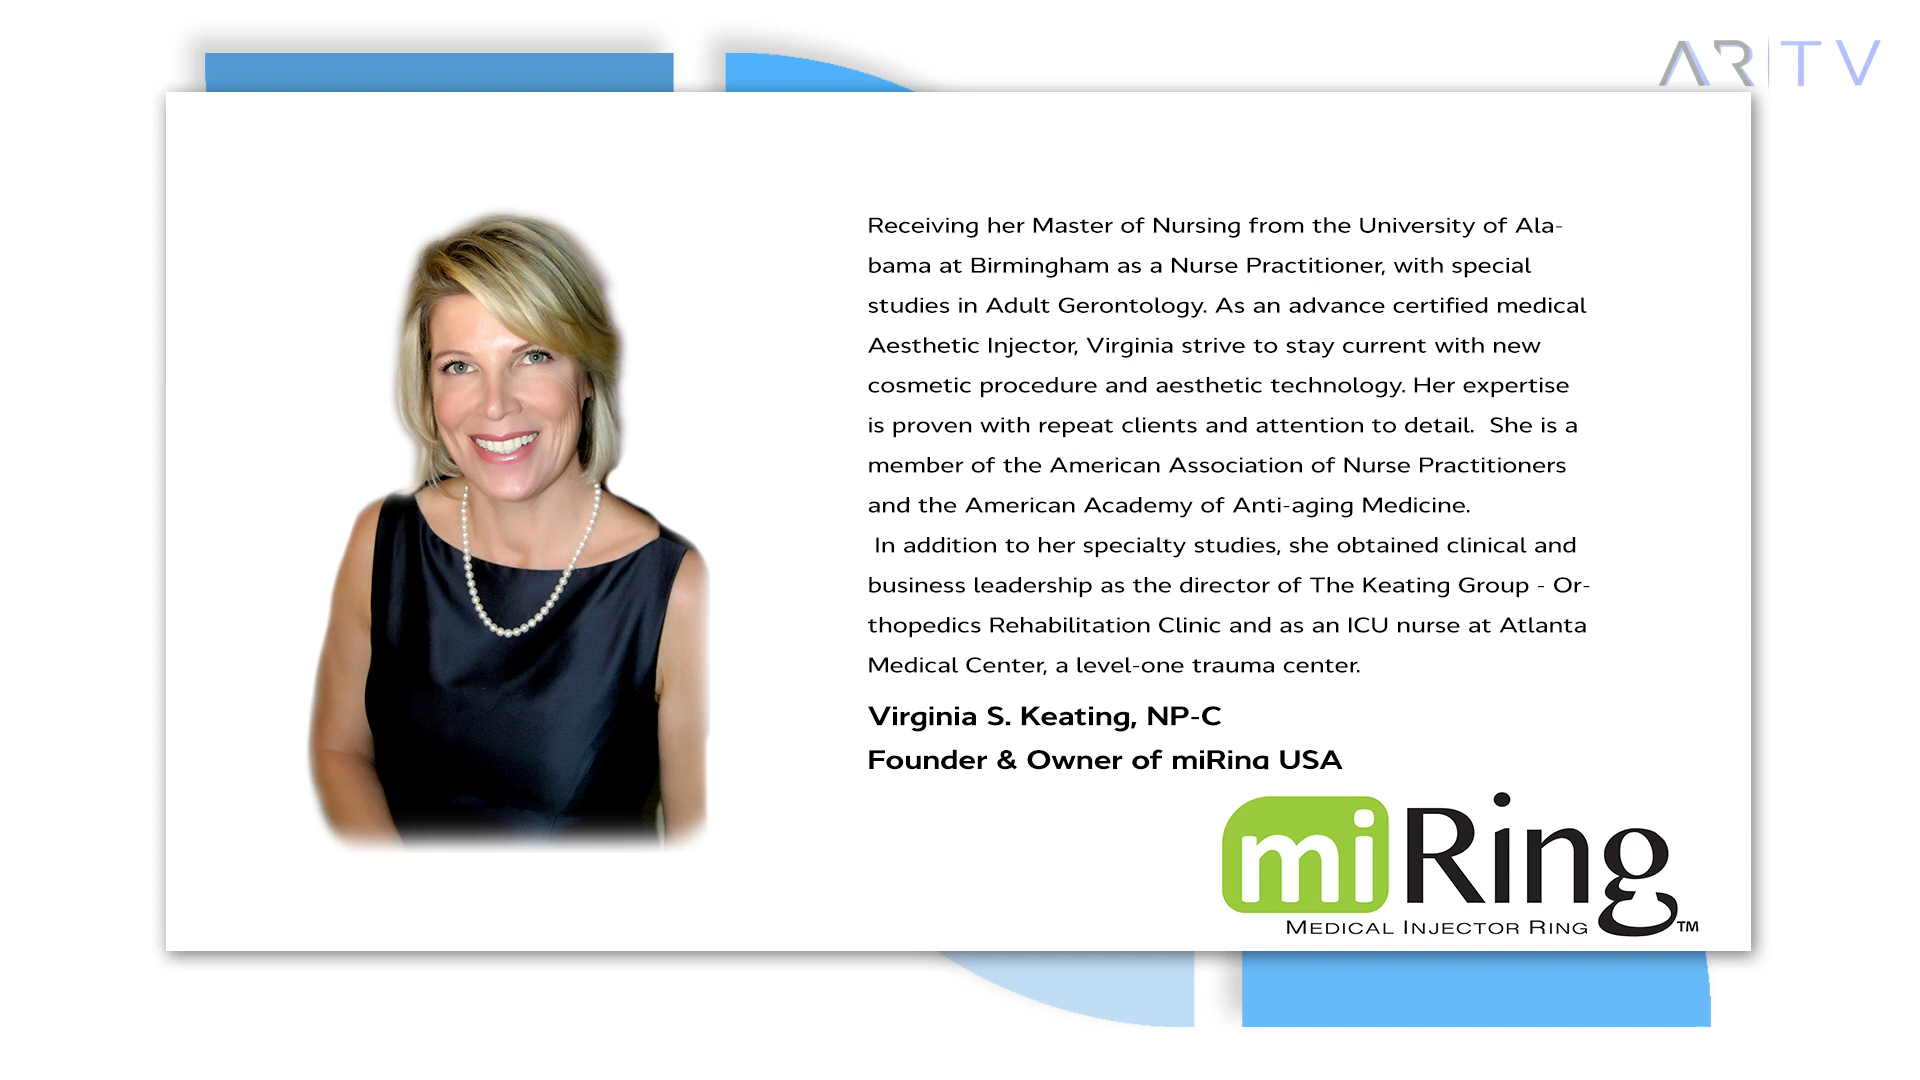 AR|TV
Receiving her Master of Nursing from the University of Ala-
bama at Birmingham as a Nurse Practitioner, with special
studies in Adult Gerontology. As an advance certified medical
Aesthetic Injector, Virginia strive to stay current with new
cosmetic procedure and aesthetic technology. Her expertise
is proven with repeat clients and attention to detail.  She is a
member of the American Association of Nurse Practitioners
and the American Academy of Anti-aging Medicine.
In addition to her specialty studies, she obtained clinical and
business leadership as the director of The Keating Group - Or-
thopedics Rehabilitation Clinic and as an ICU nurse at Atlanta
Medical Center, a level-one trauma center.
Virginia S. Keating, NP-C
Founder & Owner of miRing USA
miRing™
MEDICAL INJECTOR RING